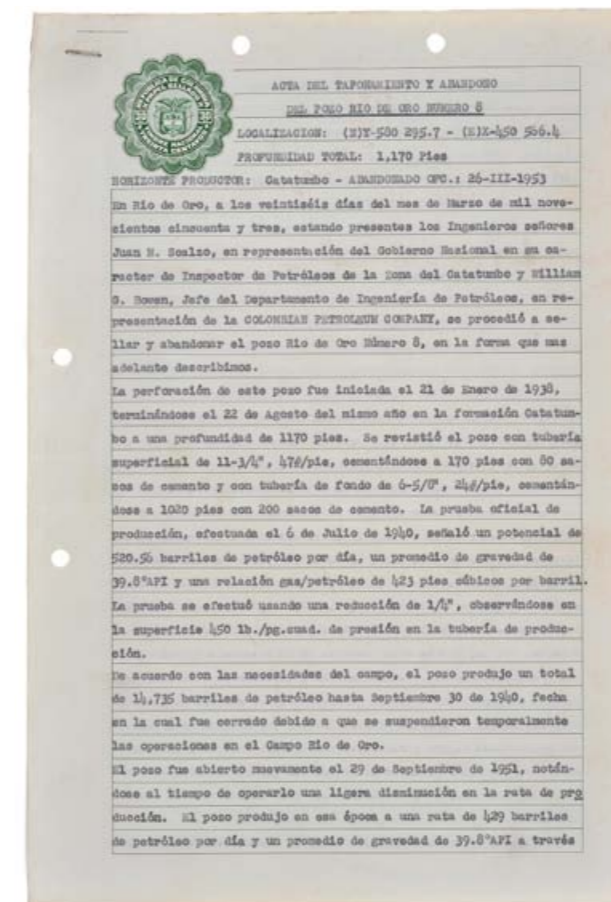 ACTA DEL TAPONAMIENTO Y ABANDONO
DEL POZO RIO DE ORO NUMERO 8
LOCALIZACION: (N)Y-580 295.7 - (E)X-450 566.4
PROFUNDIDAD TOTAL: 1,170 Pies
HORIZONTE PRODUCTOR: Catatumbo - ABANDONADO OFC.: 26-III-1953
En Río de Oro, a los veintiséis días del mes de Marzo de mil nove-
cientos cincuenta y tres, estando presentes los Ingenieros señores
Juan N. Scalzo, en representación del Gobierno Nacional en su ca-
racter de Inspector de Petróleos de la Zona del Catatumbo y William
G. Bowen, Jefe del Departamento de Ingeniería de Petróleos, en re-
presentación de la COLOMBIAN PETROLEUM COMPANY, se procedió a se-
llar y abandonar el pozo Rio de Oro Número 8, en la forma que mas
adelante describimos.
La perforación de este pozo fue iniciada el 21 de Enero de 1938,
terminándose el 22 de Agosto del mismo año en la formación Catatum-
bo a una profundidad de 1170 pies. Se revistió el pozo con tubería
superficial de 11-3/4", 47#/pie, cementándose a 170 pies con 80 sa-
cos de cemento y con tubería de fondo de 6-5/8", 24#/pie, cementán-
dose a 1020 pies con 200 sacos de cemento. La prueba oficial de
producción, efectuada el 6 de Julio de 1940, señaló un potencial de
520.56 barriles de petróleo por día, un promedio de gravedad de
39.8°API y una relación gas/petróleo de 423 pies cúbicos por barril.
La prueba se efectuó usando una reducción de 1/4", observándose en
la superficie 450 lb./pg.cuad. de presión en la tubería de produc-
ción.
De acuerdo con las necesidades del campo, el pozo produjo un total
de 14,735 barriles de petróleo hasta Septiembre 30 de 1940, fecha
en la cual fue cerrado debido a que se suspendieron temporalmente
las operaciones en el Campo Rio de Oro.
El pozo fue abierto nuevamente el 29 de Septiembre de 1951, notán-
dose al tiempo de operarlo una ligera disminución en la rata de pro
ducción. El pozo produjo en esa época a una rata de 429 barriles
de petróleo por día y un promedio de gravedad de 39.8°API a través